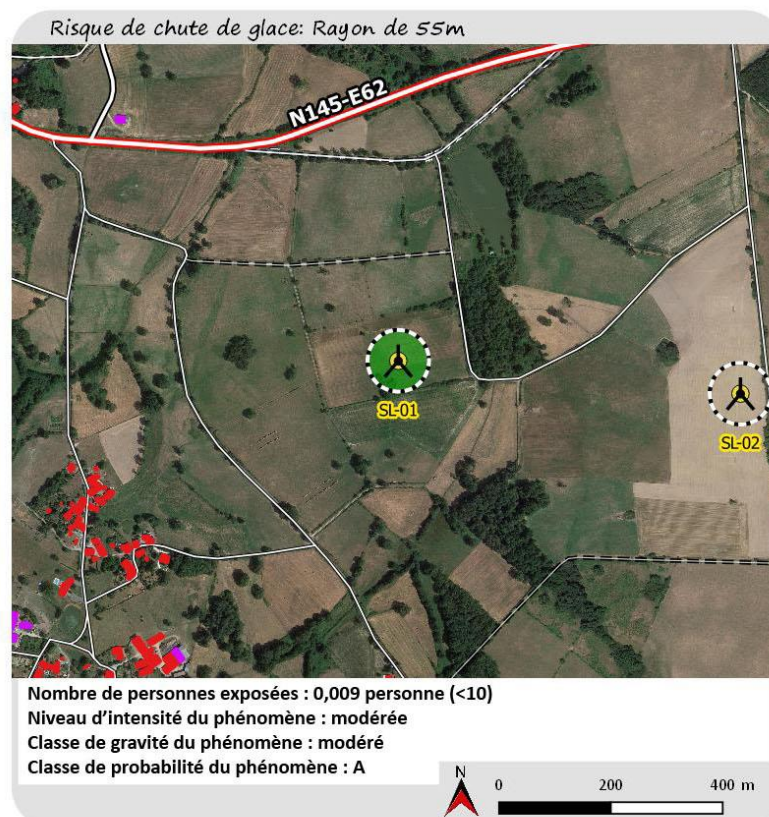 Risque de chute de glace: Rayon de 55m
N145-E62
SL-01
SL-02
Nombre de personnes exposées : 0,009 personne (<10)
Niveau d'intensité du phénomène : modérée
Classe de gravité du phénomène : modéré
Classe de probabilité du phénomène : A
N
0 200 400 m